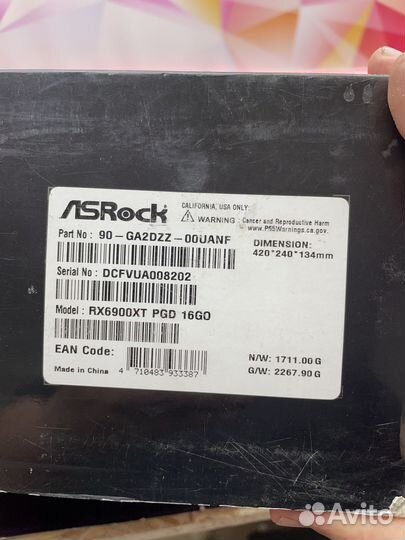 ASRock
CALIFORNIA, USA ONLY:
WARNING : Cancer and Reproductive Harm
www.P65Warnings.ca.gov
Part No : 90-GA2DZZ-00UANF
DIMENSION:
420*240*134mm
Serial No : DCFVUA008202
Model : RX6900XT PGD 16GO
EAN Code:
4 710483 933387
Made in China
N/W: 1711.00G
G/W: 2267.90G
Avito